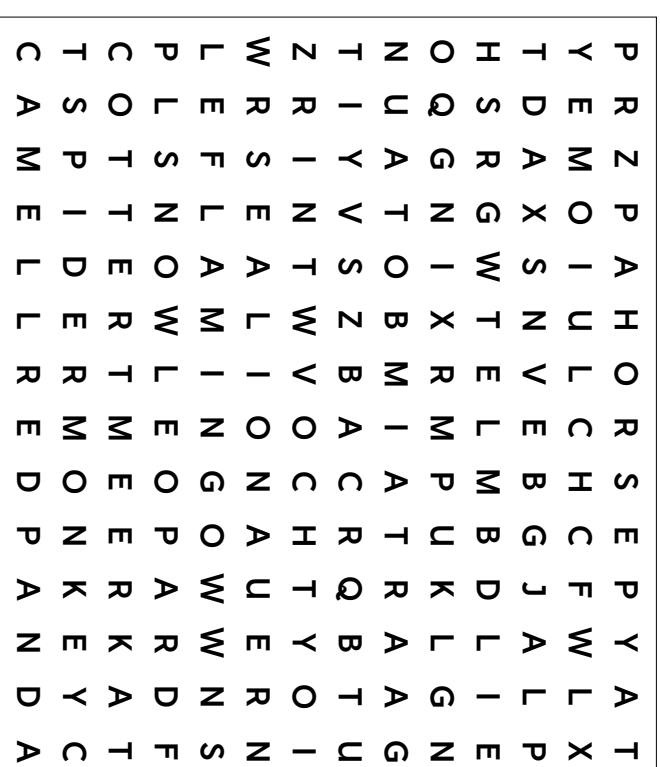 P R Z P A H O R S E P Y A T
Y E M O I U L C H C F W L X
T D A X S N V E B G J A L P
H S R G W T E L M B D L I E
O Q G N I X R M P U K L G N
N U A T O B M I A T R A A G
T I Y V S Z B A C R Q B T U
Z R I N T W V O C H T Y O I
W R S E A L I O N A U E R N
L E F L A M I N G O W W N S
P L S N O W L E O P A R D F
C O T T E R T M E E R K A T
T S P I D E R M O N K E Y C
C A M E L L R E D P A N D A